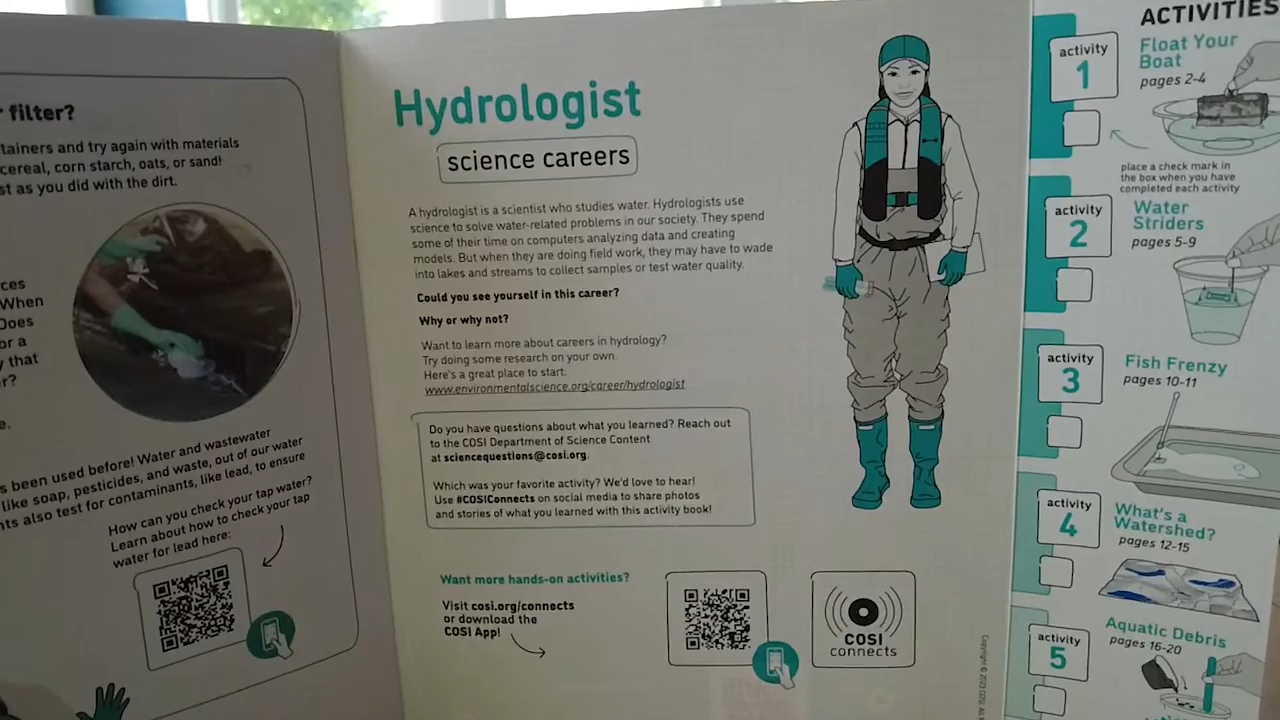 filter?
tainers and try again with materials
cereal, corn starch, oats, or sand!
st as you did with the dirt.
ces
When
Does
or a
y that
r?
e.
s been used before! Water and wastewater
like soap, pesticides, and waste, out of our water
nts also test for contaminants, like lead, to ensure
How can you check your tap water?
Learn about how to check your tap
water for lead here:
Hydrologist
science careers
A hydrologist is a scientist who studies water. Hydrologists use
science to solve water-related problems in our society. They spend
some of their time on computers analyzing data and creating
models. But when they are doing field work, they may have to wade
into lakes and streams to collect samples or test water quality.
Could you see yourself in this career?
Why or why not?
Want to learn more about careers in hydrology?
Try doing some research on your own.
Here's a great place to start:
www.environmentalscience.org/career/hydrologist
Do you have questions about what you learned? Reach out
to the COSI Department of Science Content
at sciencequestions@cosi.org.
Which was your favorite activity? We'd love to hear!
Use #COSIConnects on social media to share photos
and stories of what you learned with this activity book!
Want more hands-on activities?
Visit cosi.org/connects
or download the
COSI App!
COSI
connects
Copyright © 2023 COSI. All
ACTIVITIES
activity
1
Float Your
Boat
pages 2-4
place a check mark in
the box when you have
completed each activity
activity
2
Water
Striders
pages 5-9
activity
3
Fish Frenzy
pages 10-11
activity
4
What's a
Watershed?
pages 12-15
activity
5
Aquatic Debris
pages 16-20